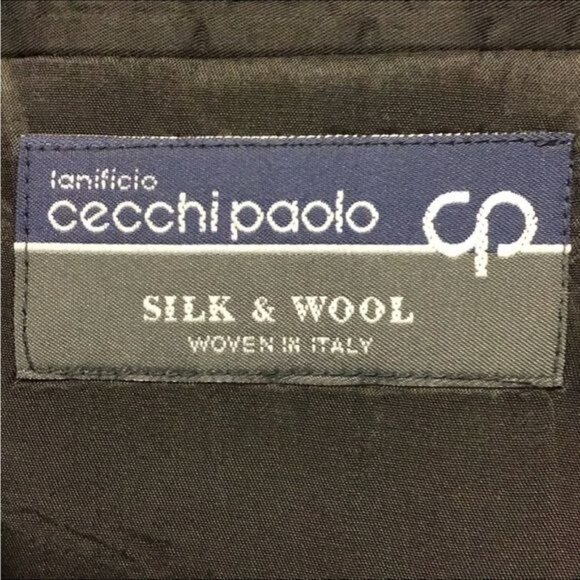 lanificio
cecchi paolo
cp
SILK & WOOL
WOVEN IN ITALY